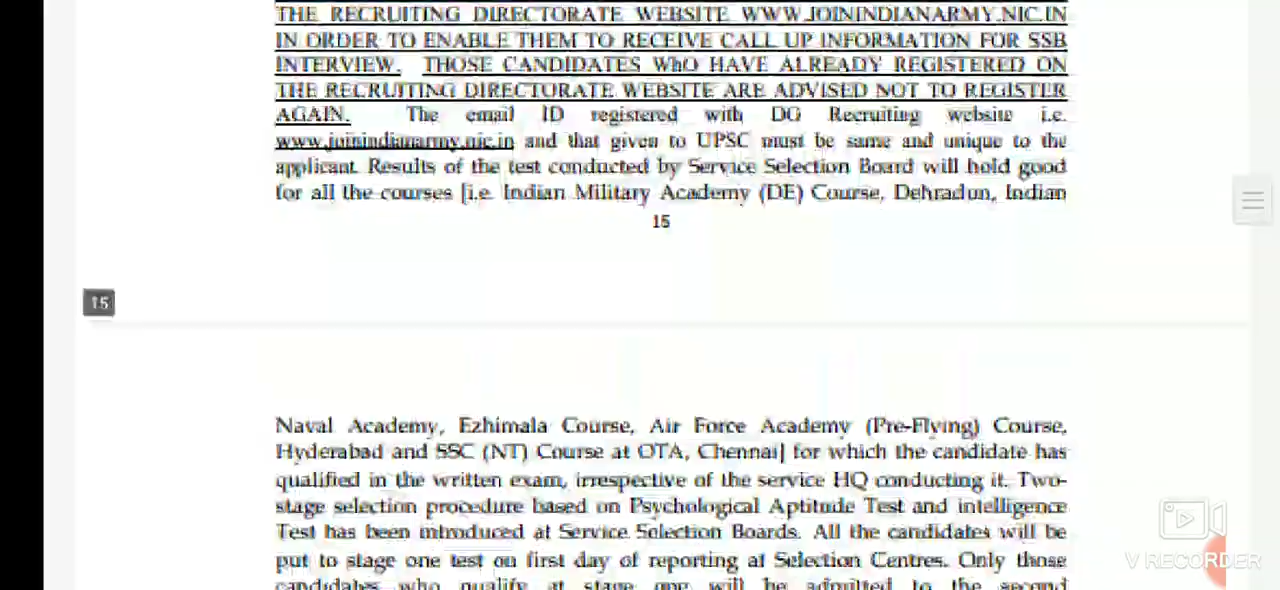 THE RECRUITING DIRECTORATE WEBSITE WWW.JOININDIANARMY.NIC.IN
IN ORDER TO ENABLE THEM TO RECEIVE CALL UP INFORMATION FOR SSB
INTERVIEW. THOSE CANDIDATES WhO HAVE ALREADY REGISTERED ON
THE RECRUITING DIRECTORATE WEBSITE ARE ADVISED NOT TO REGISTER
AGAIN. The email ID registered with DG Recruiting website i.e.
www.joinindianarmy.nic.in and that given to UPSC must be same and unique to the
applicant. Results of the test conducted by Service Selection Board will hold good
for all the courses [i.e. Indian Military Academy (DE) Course, Dehradun, Indian
15
15
Naval Academy, Ezhimala Course, Air Force Academy (Pre-Flying) Course,
Hyderabad and SSC (NT) Course at OTA, Chennai] for which the candidate has
qualified in the written exam, irrespective of the service HQ conducting it. Two-
stage selection procedure based on Psychological Aptitude Test and intelligence
Test has been introduced at Service Selection Boards. All the candidates will be
put to stage one test on first day of reporting at Selection Centres. Only those
candidates who qualify at stage one will be admitted to the second
V RECORDER